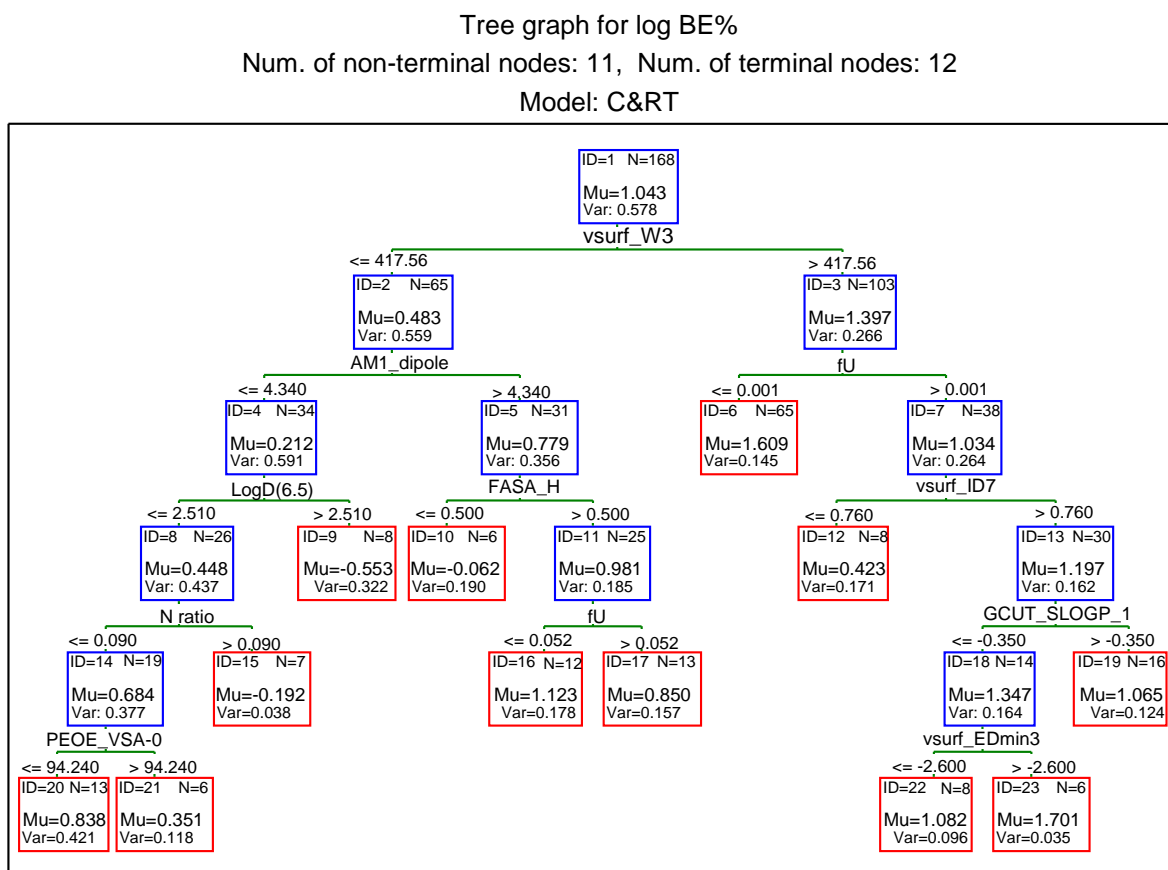 Tree graph for log BE%
Num. of non-terminal nodes: 11, Num. of terminal nodes: 12
Model: C&RT
ID=1 N=168
Mu=1.043
Var: 0.578
vsurf_W3
<= 417.56
> 417.56
ID=2 N=65
Mu=0.483
Var: 0.559
AM1_dipole
ID=3 N=103
Mu=1.397
Var: 0.266
fU
<= 4.340
> 4.340
<= 0.001
> 0.001
ID=4 N=34
Mu=0.212
Var: 0.591
LogD(6.5)
ID=5 N=31
Mu=0.779
Var: 0.356
FASA_H
ID=6 N=65
Mu=1.609
Var=0.145
ID=7 N=38
Mu=1.034
Var: 0.264
vsurf_ID7
<= 2.510
> 2.510
<= 0.500
> 0.500
<= 0.760
> 0.760
ID=8 N=26
Mu=0.448
Var: 0.437
N ratio
ID=9 N=8
Mu=-0.553
Var=0.322
ID=10 N=6
Mu=-0.062
Var=0.190
ID=11 N=25
Mu=0.981
Var: 0.185
fU
ID=12 N=8
Mu=0.423
Var=0.171
ID=13 N=30
Mu=1.197
Var: 0.162
GCUT_SLOGP_1
<= 0.090
> 0.090
<= 0.052
> 0.052
<= -0.350
> -0.350
ID=14 N=19
Mu=0.684
Var: 0.377
PEOE_VSA-0
ID=15 N=7
Mu=-0.192
Var=0.038
ID=16 N=12
Mu=1.123
Var=0.178
ID=17 N=13
Mu=0.850
Var=0.157
ID=18 N=14
Mu=1.347
Var: 0.164
vsurf_EDmin3
ID=19 N=16
Mu=1.065
Var=0.124
<= 94.240
> 94.240
<= -2.600
> -2.600
ID=20 N=13
Mu=0.838
Var=0.421
ID=21 N=6
Mu=0.351
Var=0.118
ID=22 N=8
Mu=1.082
Var=0.096
ID=23 N=6
Mu=1.701
Var=0.035